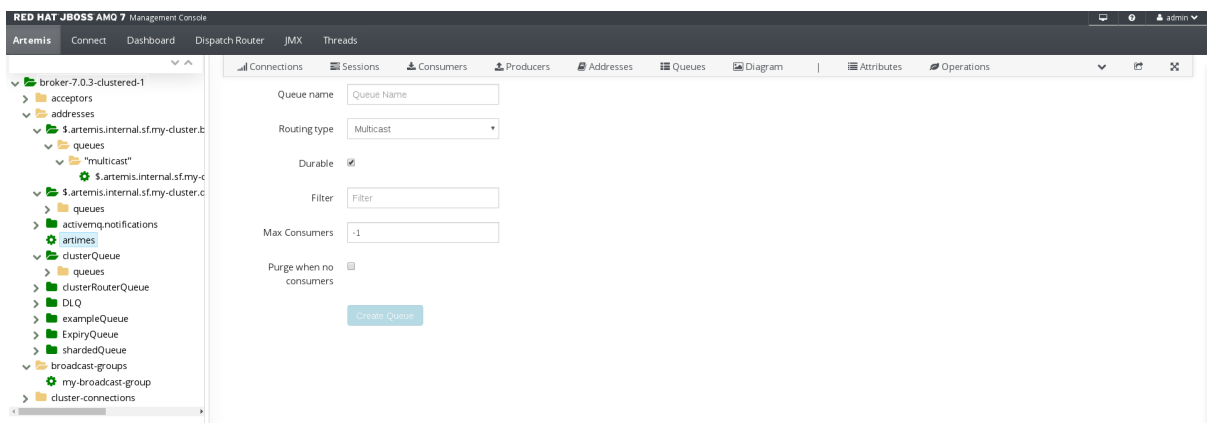 RED HAT JBOSS AMQ 7 Management Console
admin
Artemis Connect Dashboard Dispatch Router JMX Threads
Connections Sessions Consumers Producers Addresses Queues Diagram | Attributes Operations
broker-7.0.3-clustered-1
acceptors
addresses
$.artemis.internal.sf.my-cluster.b
queues
"multicast"
$.artemis.internal.sf.my-c
$.artemis.internal.sf.my-cluster.c
queues
activemq.notifications
artimes
clusterQueue
queues
clusterRouterQueue
DLQ
exampleQueue
ExpiryQueue
shardedQueue
broadcast-groups
my-broadcast-group
cluster-connections
Queue name Queue Name
Routing type Multicast
Durable
Filter Filter
Max Consumers -1
Purge when no
consumers
Create Queue